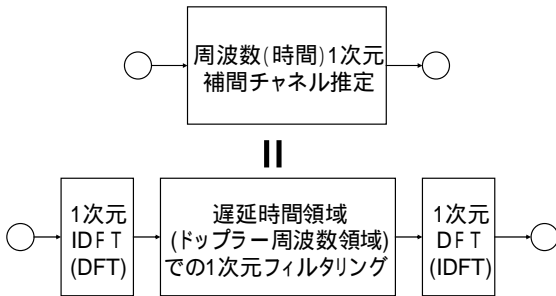 周波数(時間)1次元
補間チャネル推定
=
1次元
IDFT
(DFT)
遅延時間領域
(ドップラー周波数領域)
での1次元フィルタリング
1次元
DFT
(IDFT)